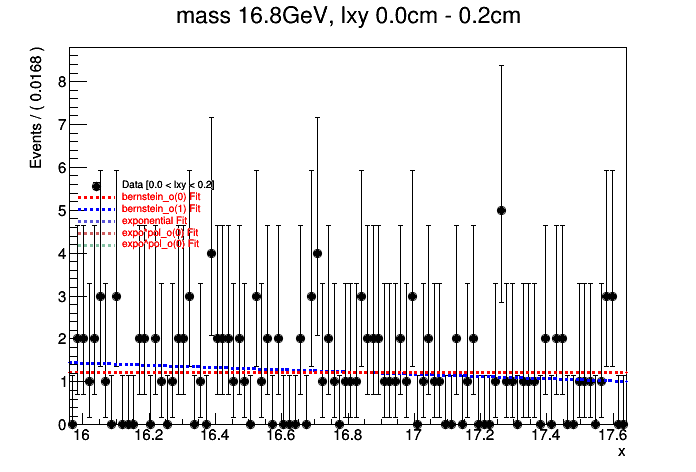 mass 16.8GeV, lxy 0.0cm - 0.2cm
Events / ( 0.0168 )
8
7
6
5
4
3
2
1
0
Data [0.0 < lxy < 0.2]
bernstein_o(0) Fit
bernstein_o(1) Fit
exponential Fit
expo*pol_o(0) Fit
expo*pol_o(0) Fit
16 16.2 16.4 16.6 16.8 17 17.2 17.4 17.6
x